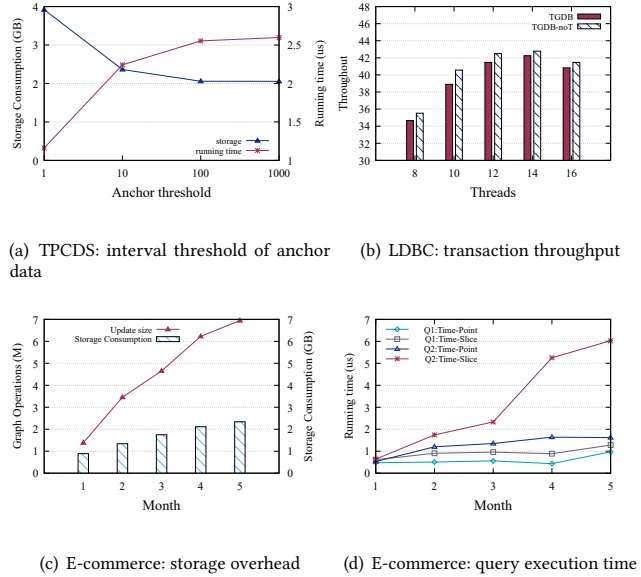 4
3
2
1
0
Storage Consumption (GB)
3
2.6
2.2
1.8
1.4
1
Running time (us)
storage
running time
1 10 100 1000
Anchor threshold
(a) TPCDS: interval threshold of anchor
data
48
46
44
42
40
38
36
34
32
30
Throughout
TGDB
TGDB-noT
8 10 12 14 16
Threads
(b) LDBC: transaction throughput
7
6
5
4
3
2
1
0
Graph Operations (M)
Update size
Storage Consumption
7
6
5
4
3
2
1
0
Storage Consumption (GB)
1 2 3 4 5
Month
(c) E-commerce: storage overhead
7
6
5
4
3
2
1
0
Running time (us)
Q1:Time-Point
Q1:Time-Slice
Q2:Time-Point
Q2:Time-Slice
1 2 3 4 5
Month
(d) E-commerce: query execution time